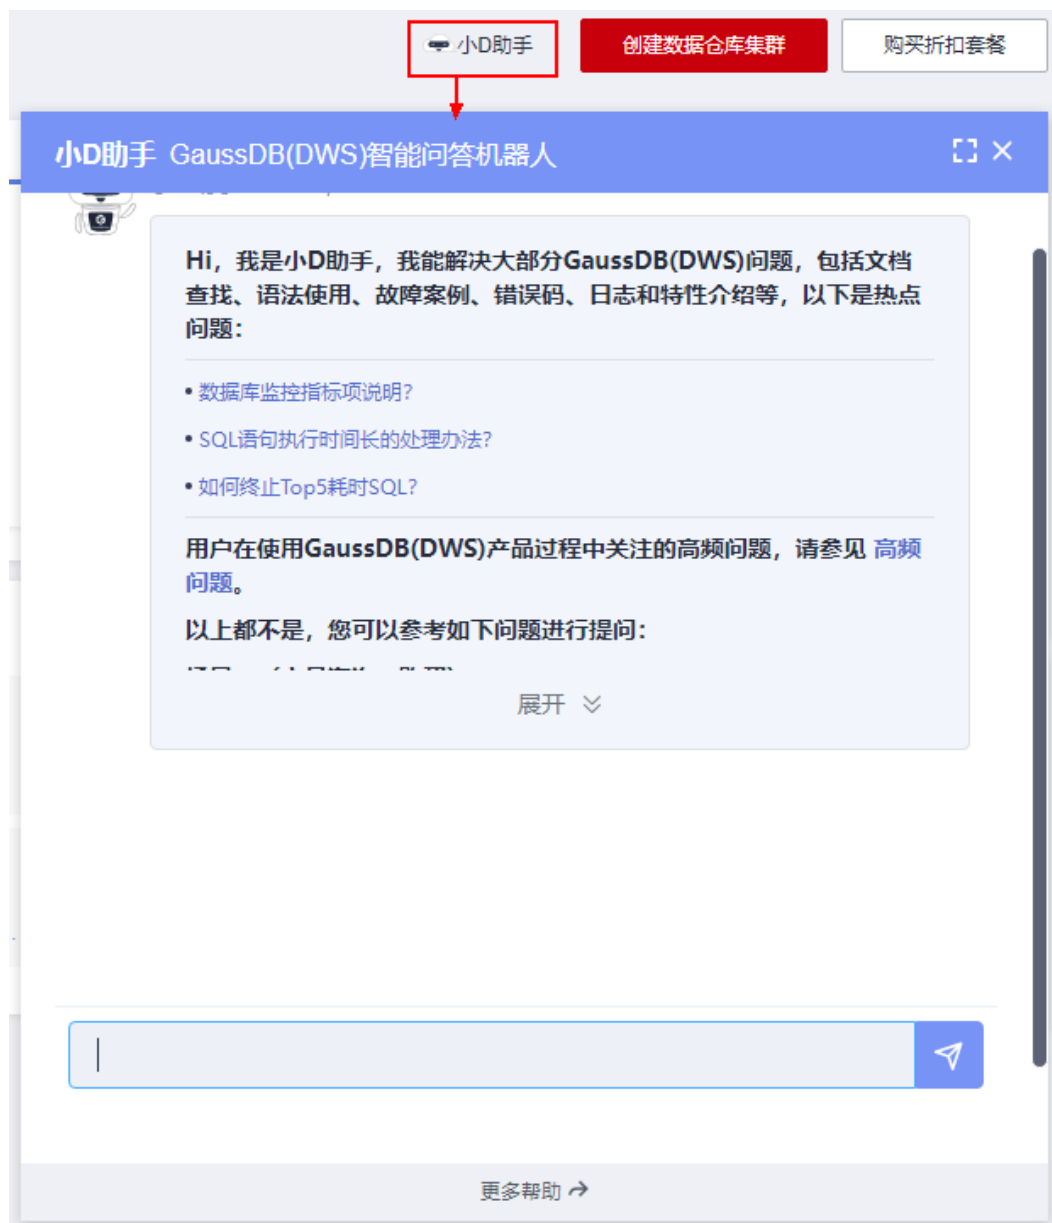 小D助手
创建数据仓库集群
购买折扣套餐
小D助手 GaussDB(DWS)智能问答机器人
Hi，我是小D助手，我能解决大部分GaussDB(DWS)问题，包括文档
查找、语法使用、故障案例、错误码、日志和特性介绍等，以下是热点
问题：
• 数据库监控指标项说明?
• SQL语句执行时间长的处理办法?
• 如何终止Top5耗时SQL?
用户在使用GaussDB(DWS)产品过程中关注的高频问题，请参见 高频
问题。
以上都不是，您可以参考如下问题进行提问：
展开
更多帮助